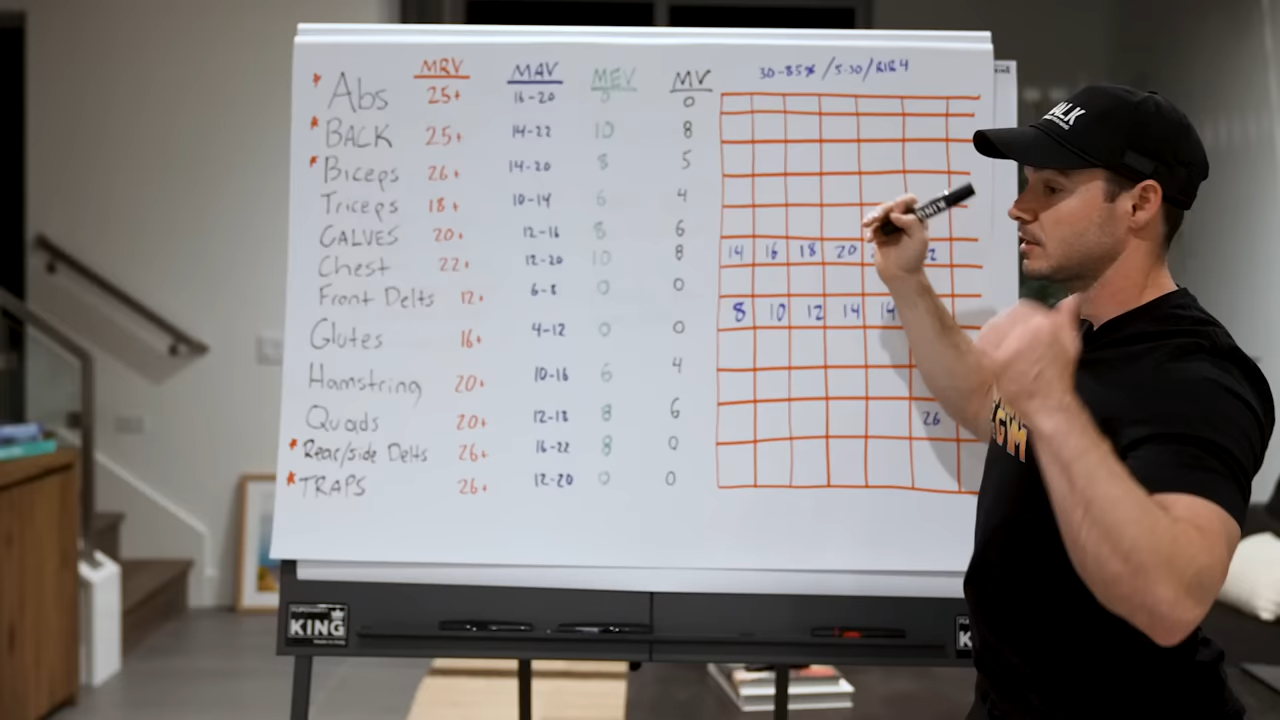 MRV MAV MEV MV 30-85% / 5-30 / RIR 4
* Abs 25+ 16-20 0
* BACK 25+ 14-22 10 8
* Biceps 26+ 14-20 8 5
Triceps 18+ 10-14 6 4
CALVES 20+ 12-16 8 6
Chest 22+ 12-20 10 8 14 16 18 20
Front Delts 12+ 6-8 0 0
Glutes 16+ 4-12 0 0 8 10 12 14 14
Hamstring 20+ 10-16 6 4
Quads 20+ 12-18 8 6 26
* Rear/side Delts 26+ 16-22 8 0
* TRAPS 26+ 12-20 0 0
KING
K
KING